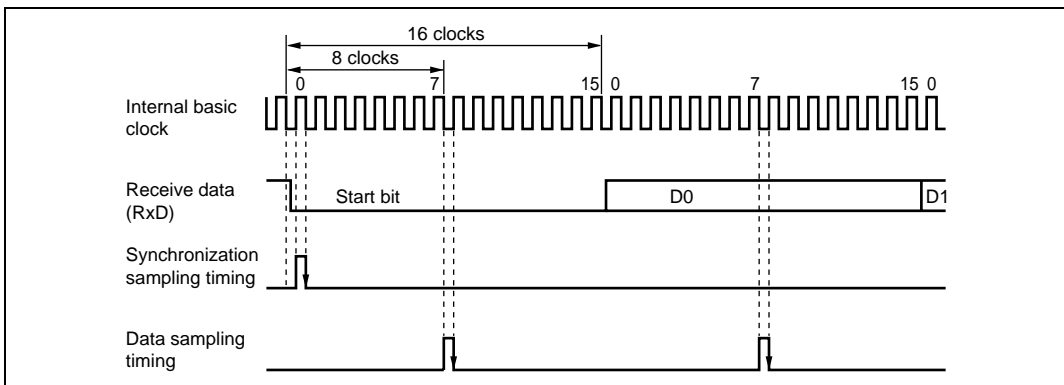 16 clocks
8 clocks
0 7 15 0 7 15 0
Internal basic
clock
Receive data
(RxD)
Start bit D0 D1
Synchronization
sampling timing
Data sampling
timing